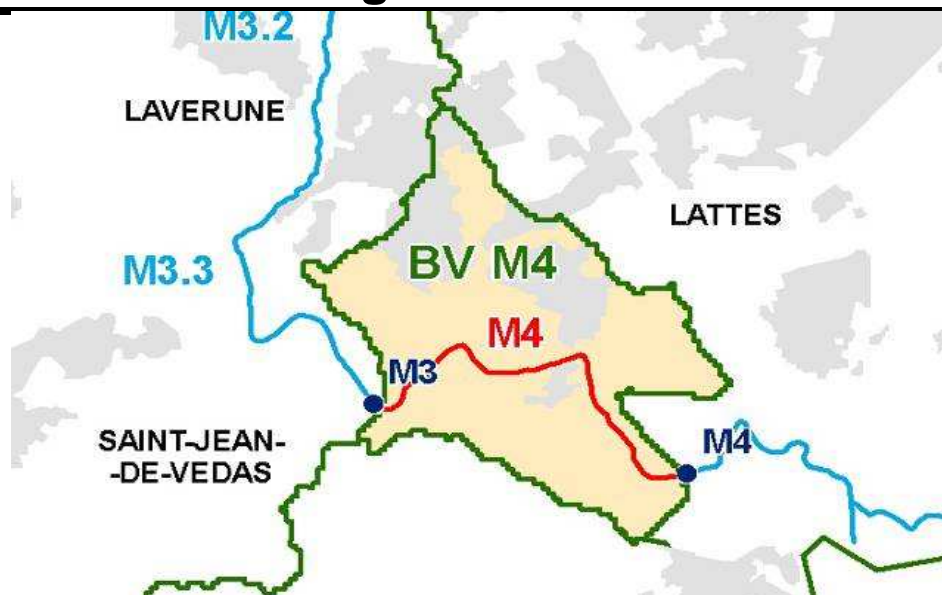 M3.2
LAVERUNE
LATTES
BV M4
M3.3
M4
M3
SAINT-JEAN-
-DE-VEDAS
M4